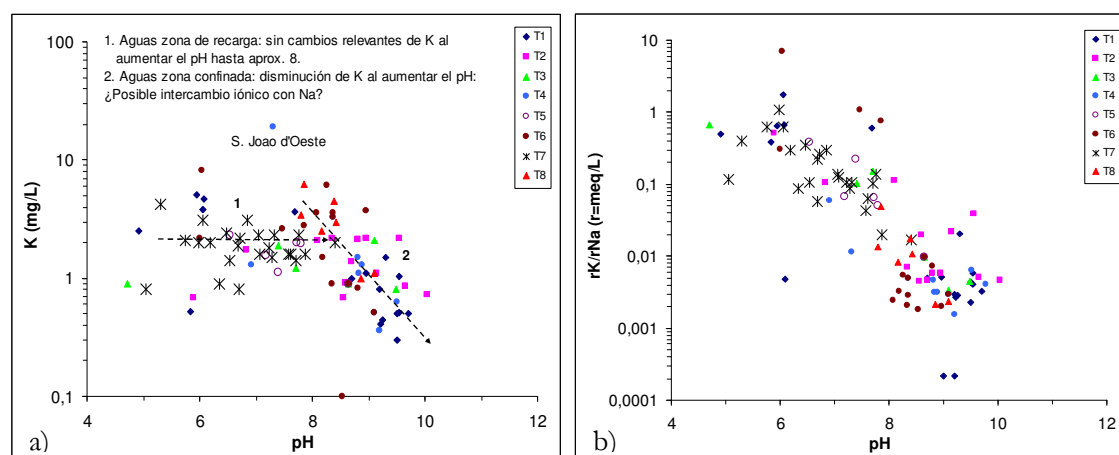 1. Aguas zona de recarga: sin cambios relevantes de K al
aumentar el pH hasta aprox. 8.
2. Aguas zona confinada: disminución de K al aumentar el pH:
¿Posible intercambio iónico con Na?
S. Joao d'Oeste
1
2
K (mg/L)
100
10
1
0,1
4
6
8
10
12
pH
a)
T1
T2
T3
T4
T5
T6
T7
T8
rK/rNa (r=meq/L)
10
1
0,1
0,01
0,001
0,0001
4
6
8
10
12
pH
b)
T1
T2
T3
T4
T5
T6
T7
T8